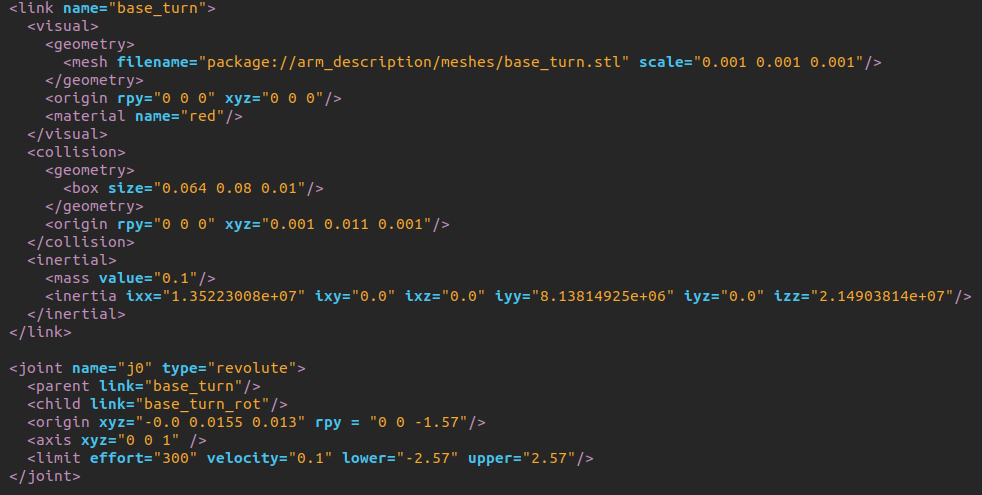 <link name="base_turn">
  <visual>
    <geometry>
      <mesh filename="package://arm_description/meshes/base_turn.stl" scale="0.001 0.001 0.001"/>
    </geometry>
    <origin rpy="0 0 0" xyz="0 0 0"/>
    <material name="red"/>
  </visual>
  <collision>
    <geometry>
      <box size="0.064 0.08 0.01"/>
    </geometry>
    <origin rpy="0 0 0" xyz="0.001 0.011 0.001"/>
  </collision>
  <inertial>
    <mass value="0.1"/>
    <inertia ixx="1.35223008e+07" ixy="0.0" ixz="0.0" iyy="8.13814925e+06" iyz="0.0" izz="2.14903814e+07"/>
  </inertial>
</link>

<joint name="j0" type="revolute">
  <parent link="base_turn"/>
  <child link="base_turn_rot"/>
  <origin xyz="-0.0 0.0155 0.013" rpy = "0 0 -1.57"/>
  <axis xyz="0 0 1" />
  <limit effort="300" velocity="0.1" lower="-2.57" upper="2.57"/>
</joint>